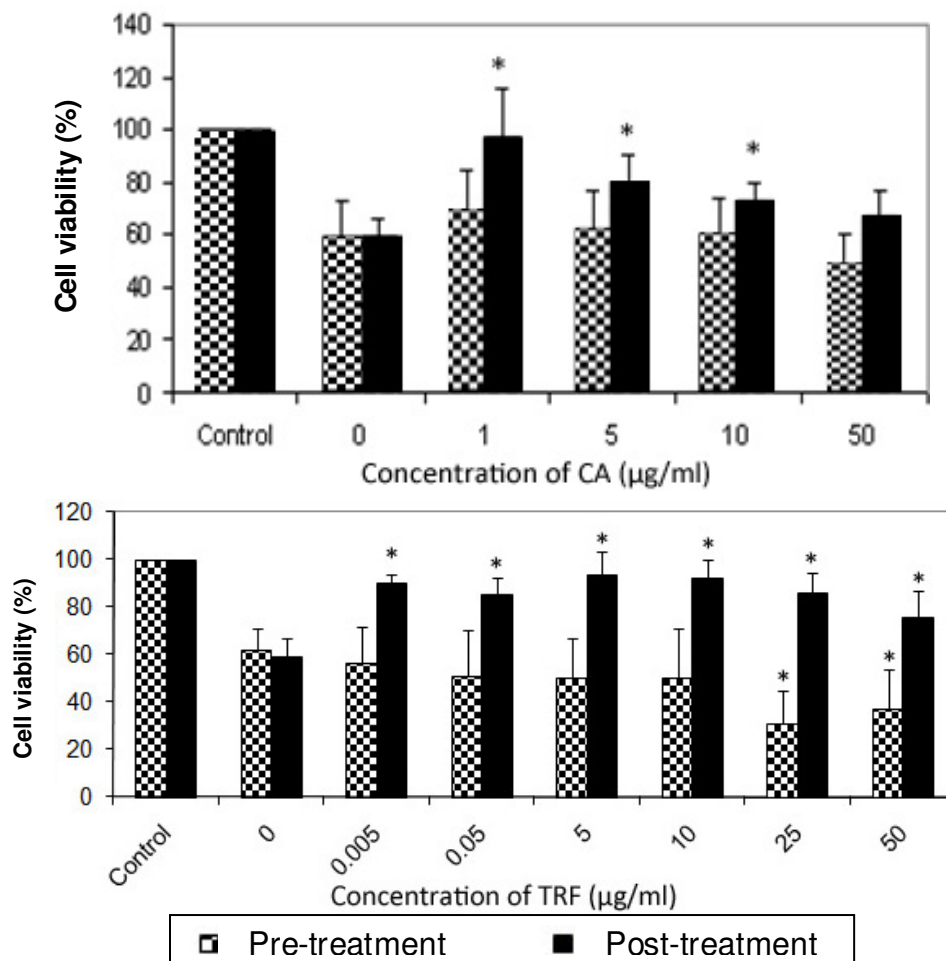 140
120
100
80
60
40
20
0
Cell viability (%)
*
*
*
Control 0 1 5 10 50
Concentration of CA (µg/ml)
120
100
80
60
40
20
0
Cell viability (%)
* * * * * *
* *
Control 0 0.005 0.05 5 10 25 50
Concentration of TRF (µg/ml)
Pre-treatment Post-treatment